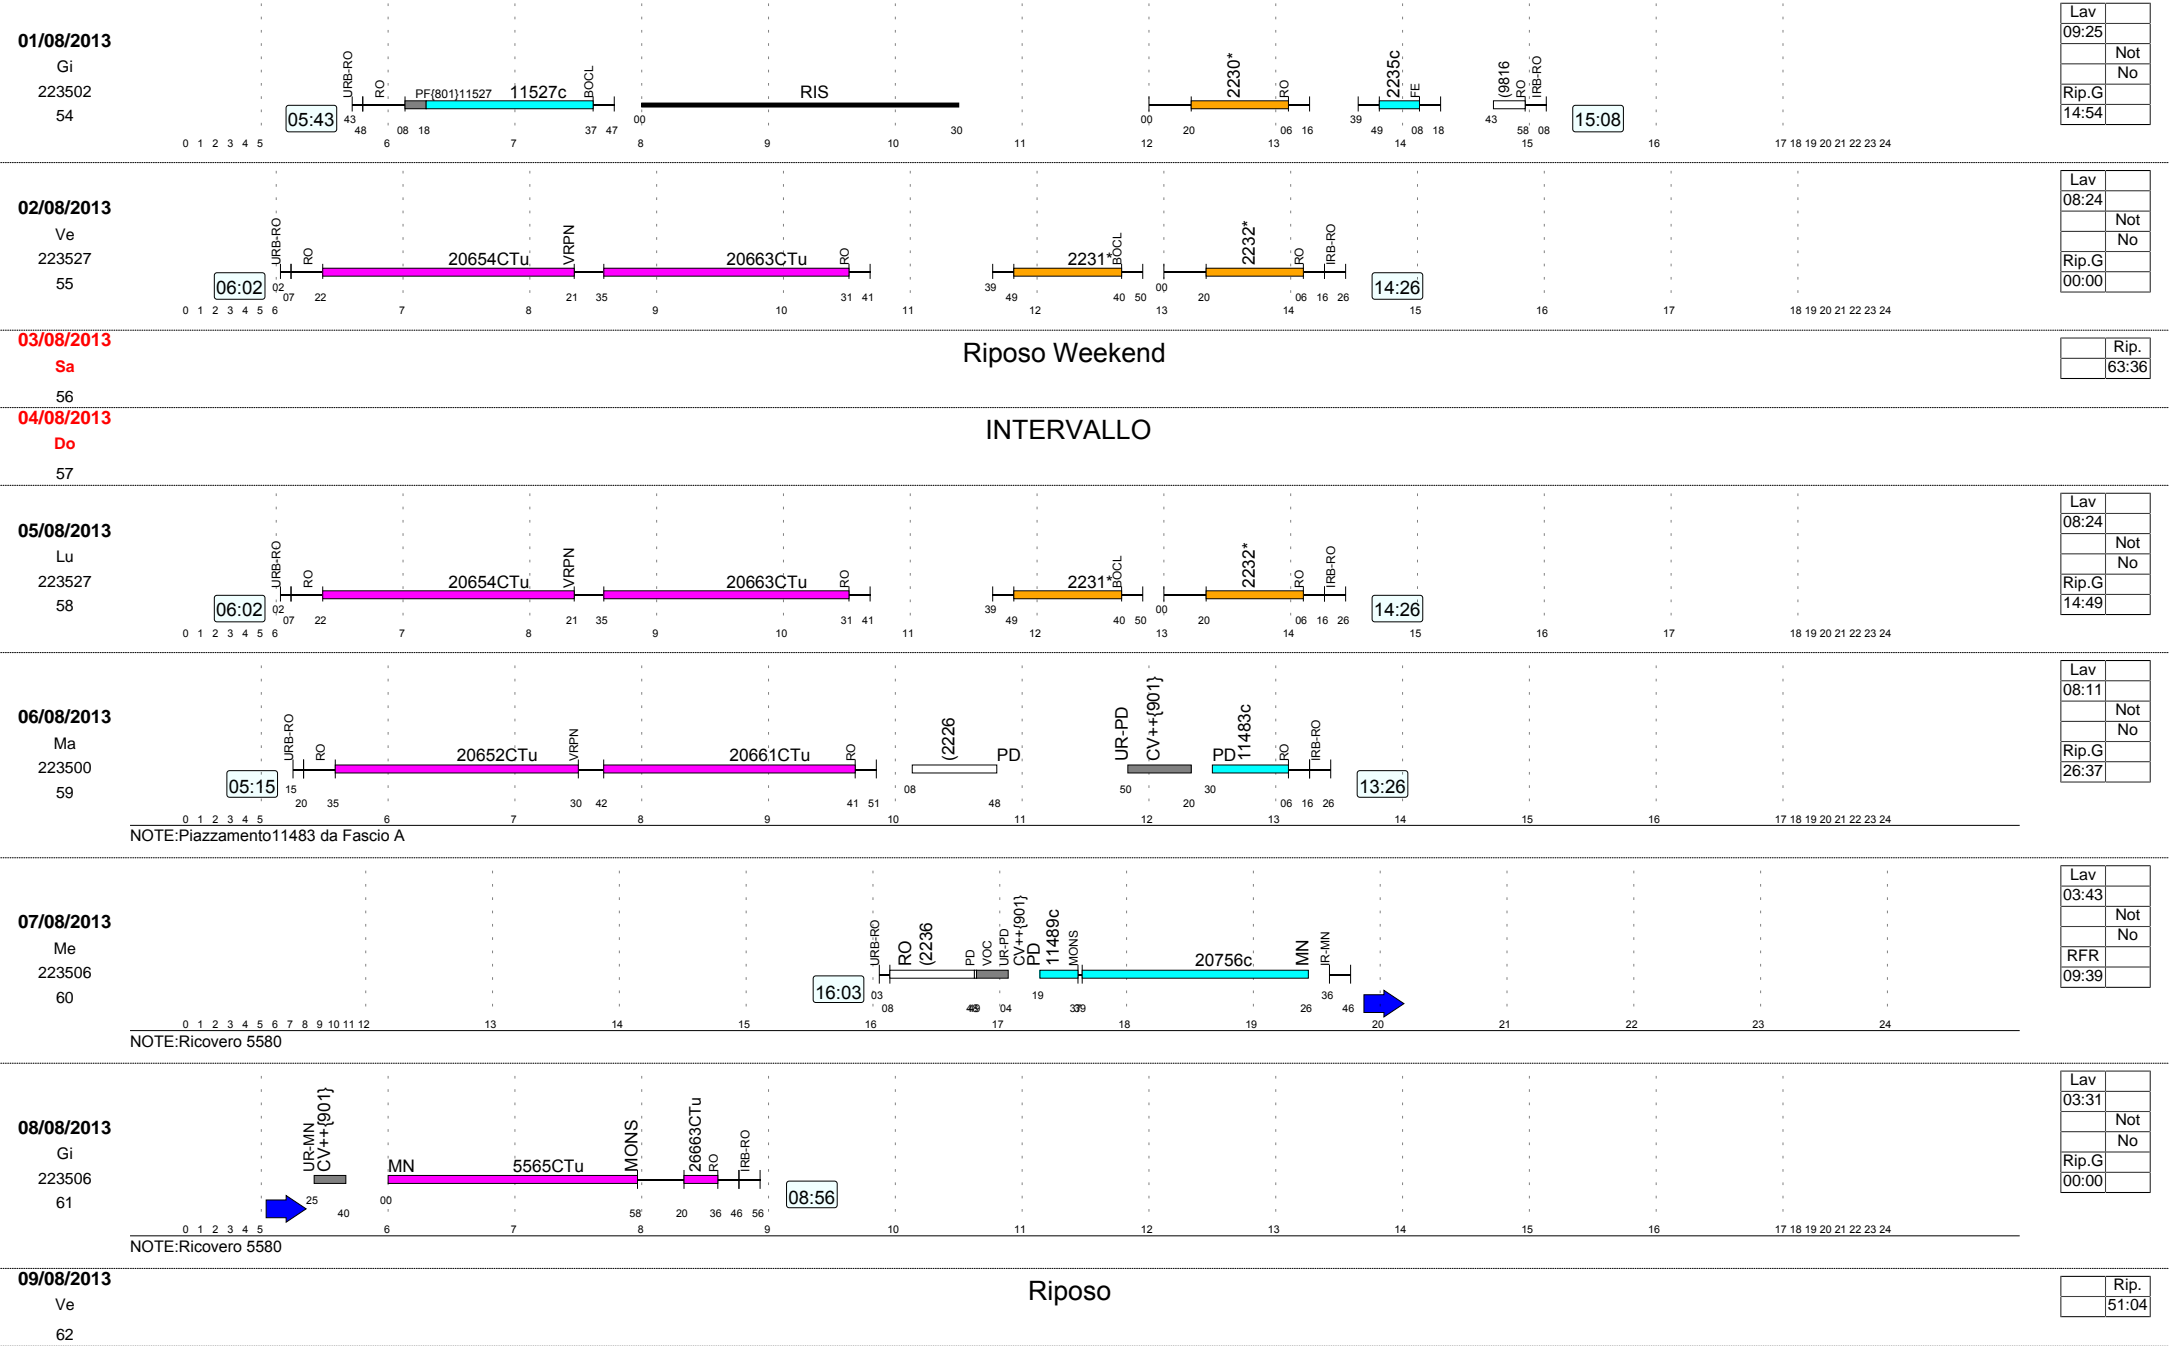 01/08/2013
Gi
223502
54
05:43
URB-RO RO PF{801}11527 11527c BOCL RIS 2230* RO 2235c FE (9816 RO IRB-RO
43 48 08 18 37 47 00 30 00 20 06 16 39 49 08 18 43 58 08
15:08
0 1 2 3 4 5 6 7 8 9 10 11 12 13 14 15 16 17 18 19 20 21 22 23 24
Lav
09:25
Not
No
Rip.G
14:54
02/08/2013
Ve
223527
55
06:02
URB-RO RO 20654CTu VRPN 20663CTu RO 2231* BOCL 2232* RO IRB-RO
02 07 22 21 35 31 41 39 49 40 50 00 20 06 16 26
14:26
0 1 2 3 4 5 6 7 8 9 10 11 12 13 14 15 16 17 18 19 20 21 22 23 24
Lav
08:24
Not
No
Rip.G
00:00
03/08/2013
Sa
56
Riposo Weekend
Rip.
63:36
04/08/2013
Do
57
INTERVALLO
05/08/2013
Lu
223527
58
06:02
URB-RO RO 20654CTu VRPN 20663CTu RO 2231* BOCL 2232* RO IRB-RO
02 07 22 21 35 31 41 39 49 40 50 00 20 06 16 26
14:26
0 1 2 3 4 5 6 7 8 9 10 11 12 13 14 15 16 17 18 19 20 21 22 23 24
Lav
08:24
Not
No
Rip.G
14:49
06/08/2013
Ma
223500
59
05:15
URB-RO RO 20652CTu VRPN 20661CTu RO (2226 PD UR-PD CV++{901} PD 11483c RO IRB-RO
15 20 35 30 42 41 51 08 48 50 20 30 06 16 26
13:26
0 1 2 3 4 5 6 7 8 9 10 11 12 13 14 15 16 17 18 19 20 21 22 23 24
NOTE:Piazzamento11483 da Fascio A
Lav
08:11
Not
No
Rip.G
26:37
07/08/2013
Me
223506
60
16:03
URB-RO RO (2236 PD VOC UR-PD CV++{901} PD 11489c MONS 20756c MN IR-MN
03 08 48 49 04 19 37 39 26 36 46
0 1 2 3 4 5 6 7 8 9 10 11 12 13 14 15 16 17 18 19 20 21 22 23 24
NOTE:Ricovero 5580
Lav
03:43
Not
No
RFR
09:39
08/08/2013
Gi
223506
61
UR-MN CV++{901} MN 5565CTu MONS 26663CTu RO IRB-RO
25 40 00 58 20 36 46 56
08:56
0 1 2 3 4 5 6 7 8 9 10 11 12 13 14 15 16 17 18 19 20 21 22 23 24
NOTE:Ricovero 5580
Lav
03:31
Not
No
Rip.G
00:00
09/08/2013
Ve
62
Riposo
Rip.
51:04